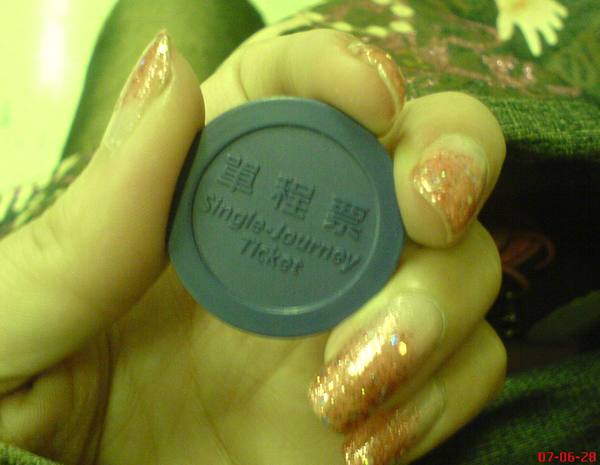 單程票
Single-Journey
Ticket
07-06-28